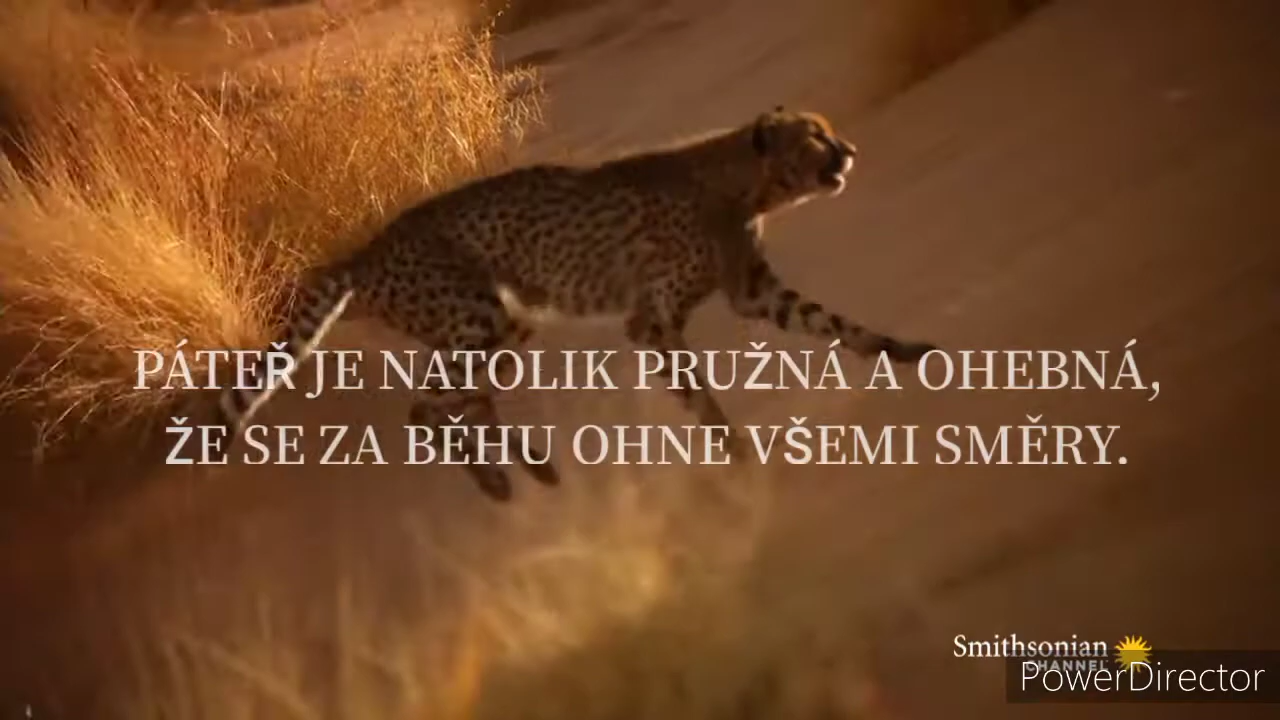 PÁTEŘ JE NATOLIK PRUŽNÁ A OHEBNÁ,
ŽE SE ZA BĚHU OHNE VŠEMI SMĚRY.
Smithsonian
CHANNEL
PowerDirector